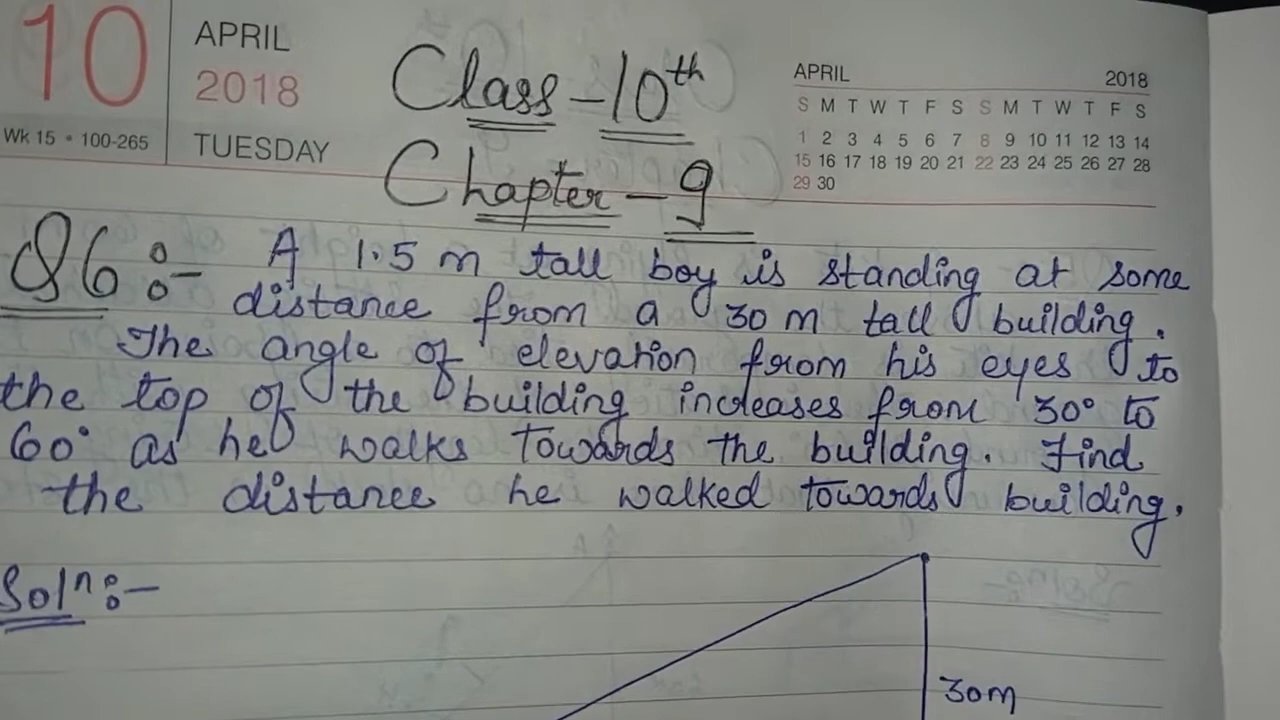 10
APRIL
2018
Wk 15 • 100-265
TUESDAY
Class - 10th
Chapter - 9
APRIL 2018
S M T W T F S S M T W T F S
1 2 3 4 5 6 7 8 9 10 11 12 13 14
15 16 17 18 19 20 21 22 23 24 25 26 27 28
29 30
Q6:- A 1.5 m tall boy is standing at some
distance from a 30 m tall building.
The angle of elevation from his eyes to
the top of the building increases from 30° to
60° as he walks towards the building. Find
the distance he walked towards building.
Soln:-
30m